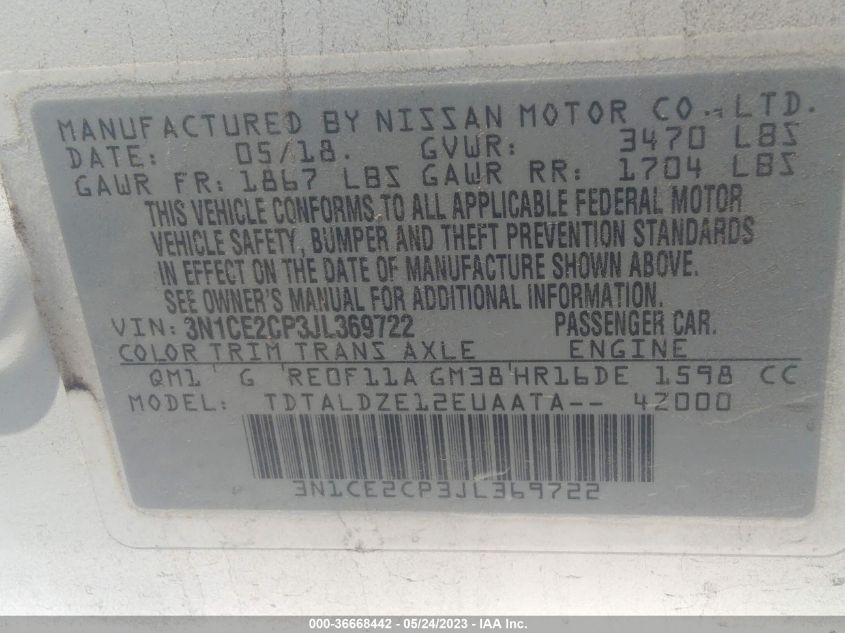 MANUFACTURED BY NISSAN MOTOR CO., LTD.
DATE: 05/18. GVWR: 3470 LBS
GAWR FR: 1867 LBS GAWR RR: 1704 LBS
THIS VEHICLE CONFORMS TO ALL APPLICABLE FEDERAL MOTOR
VEHICLE SAFETY, BUMPER AND THEFT PREVENTION STANDARDS
IN EFFECT ON THE DATE OF MANUFACTURE SHOWN ABOVE.
SEE OWNER'S MANUAL FOR ADDITIONAL INFORMATION.
VIN: 3N1CE2CP3JL369722 PASSENGER CAR.
COLOR TRIM TRANS AXLE ENGINE
QM1 G RE0F11A GM38 HR16DE 1598 CC
MODEL: TDTALDZE12EUAATA-- 42000
3N1CE2CP3JL369722
000-36668442 - 05/24/2023 - IAA Inc.